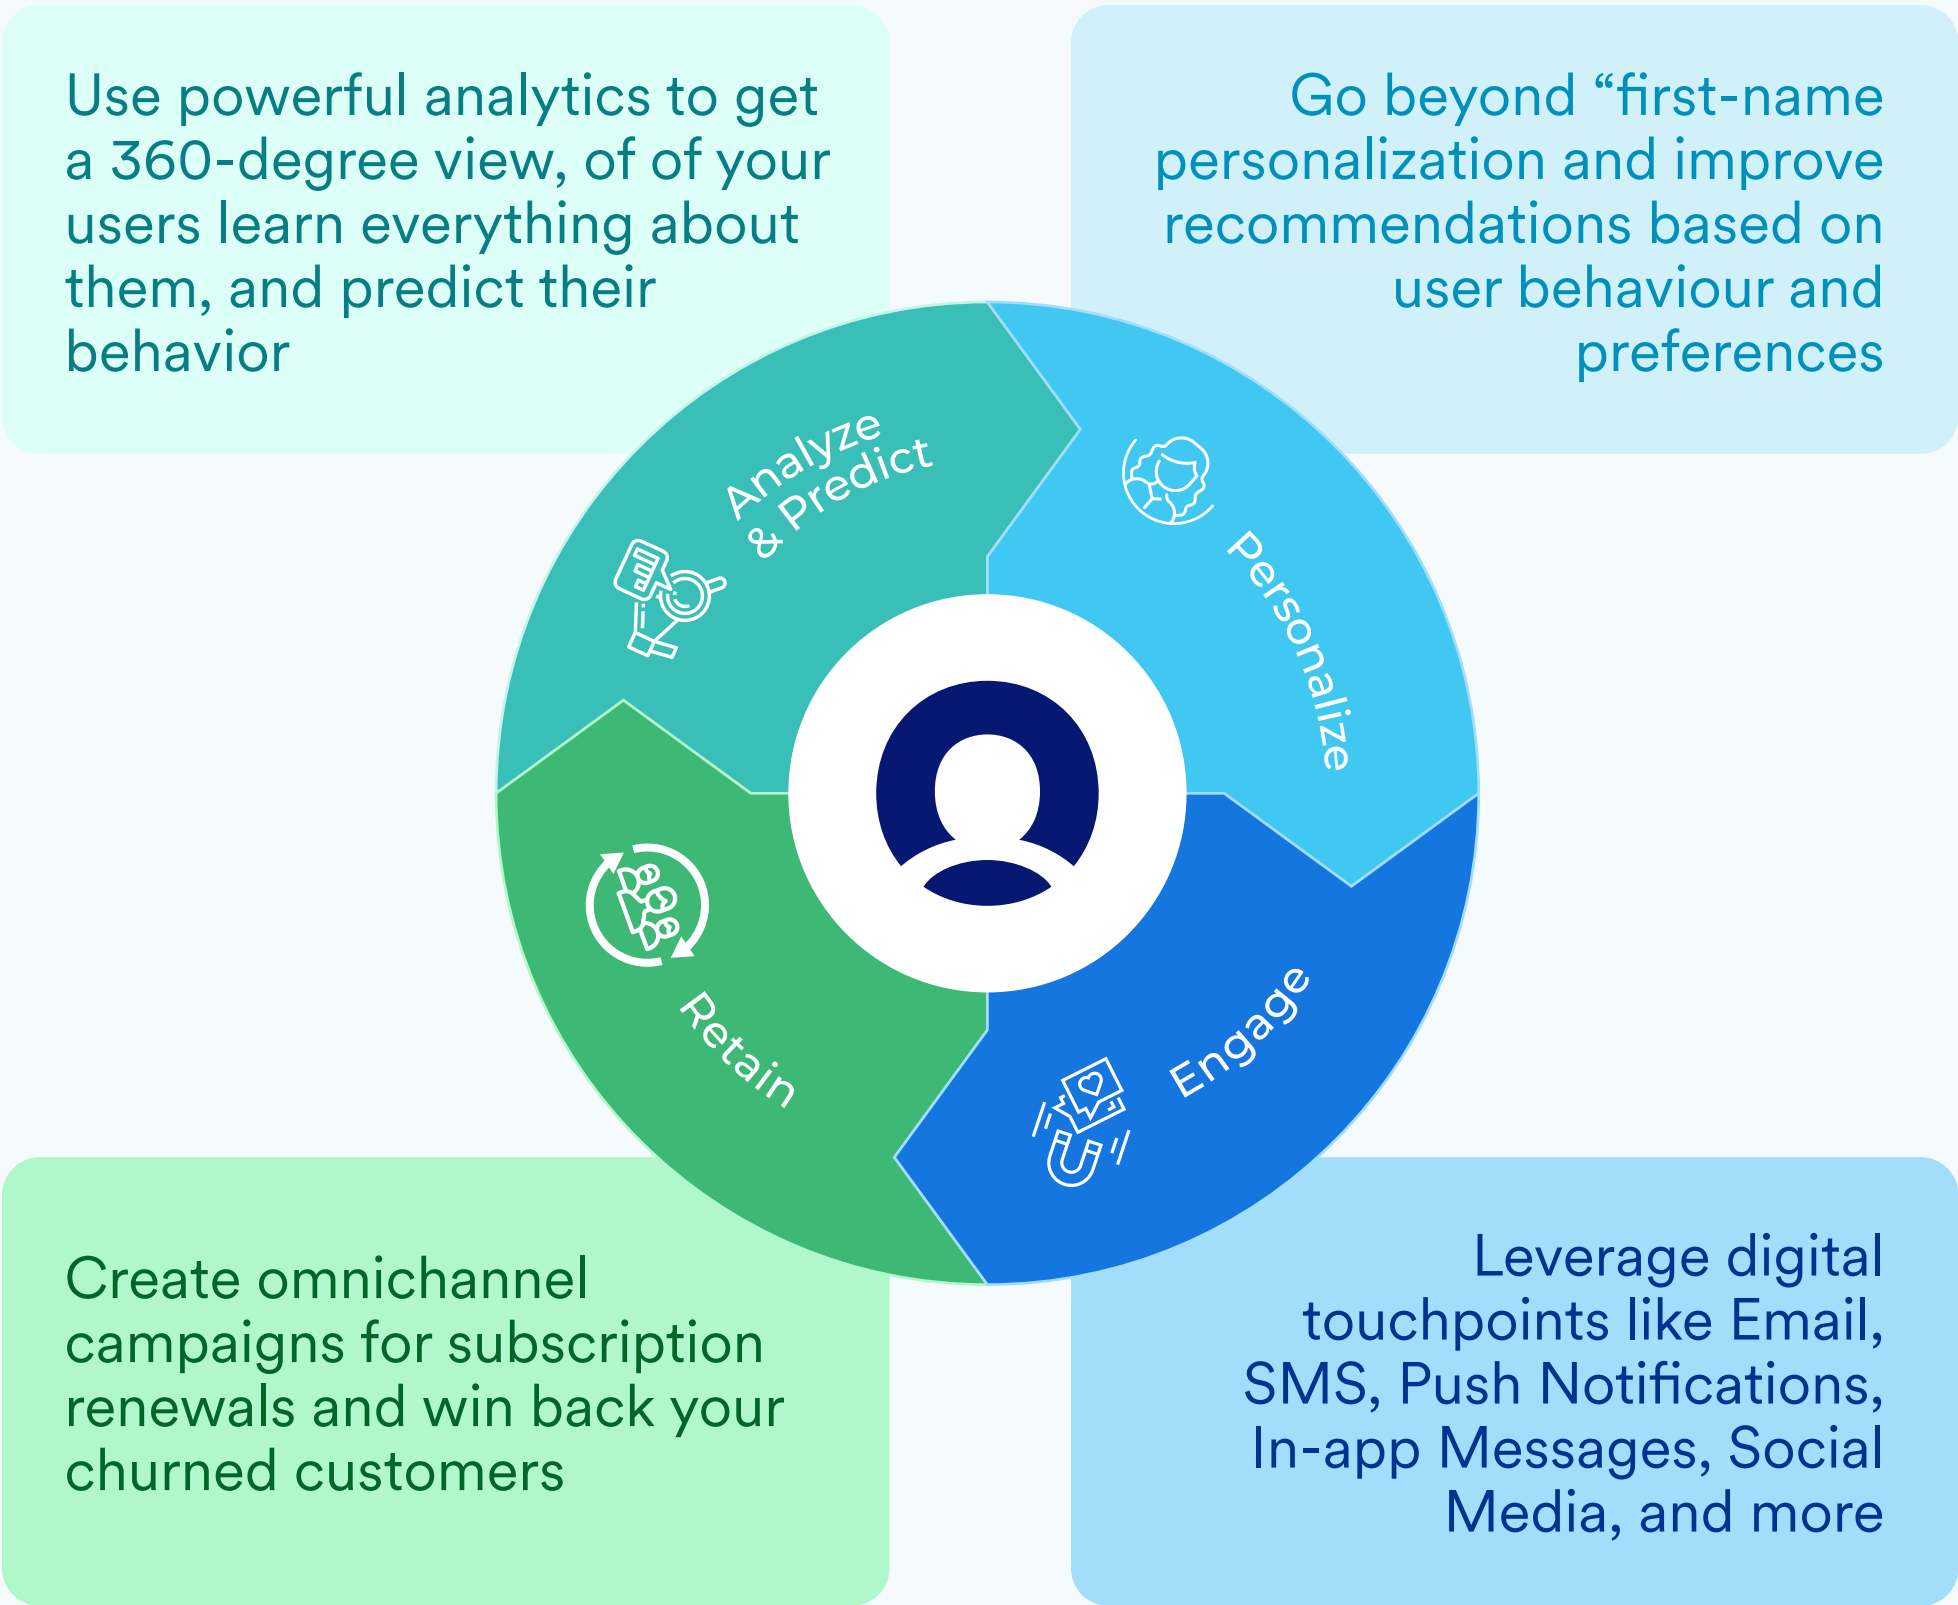 Use powerful analytics to get
a 360-degree view, of of your
users learn everything about
them, and predict their
behavior
Go beyond “first-name
personalization and improve
recommendations based on
user behaviour and
preferences
Analyze
& Predict
Personalize
Engage
Retain
Create omnichannel
campaigns for subscription
renewals and win back your
churned customers
Leverage digital
touchpoints like Email,
SMS, Push Notifications,
In-app Messages, Social
Media, and more